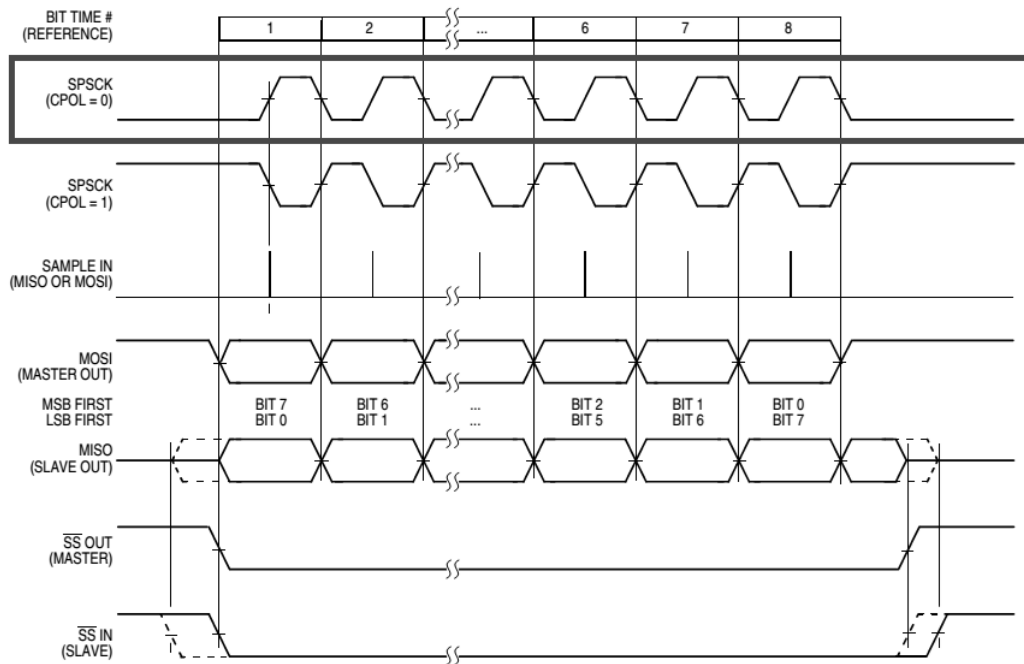 BIT TIME #
(REFERENCE)
1 2 ... 6 7 8
SPSCK
(CPOL = 0)
SPSCK
(CPOL = 1)
SAMPLE IN
(MISO OR MOSI)
MOSI
(MASTER OUT)
MSB FIRST BIT 7 BIT 6 ... BIT 2 BIT 1 BIT 0
LSB FIRST BIT 0 BIT 1 ... BIT 5 BIT 6 BIT 7
MISO
(SLAVE OUT)
S̅S̅ OUT
(MASTER)
S̅S̅ IN
(SLAVE)